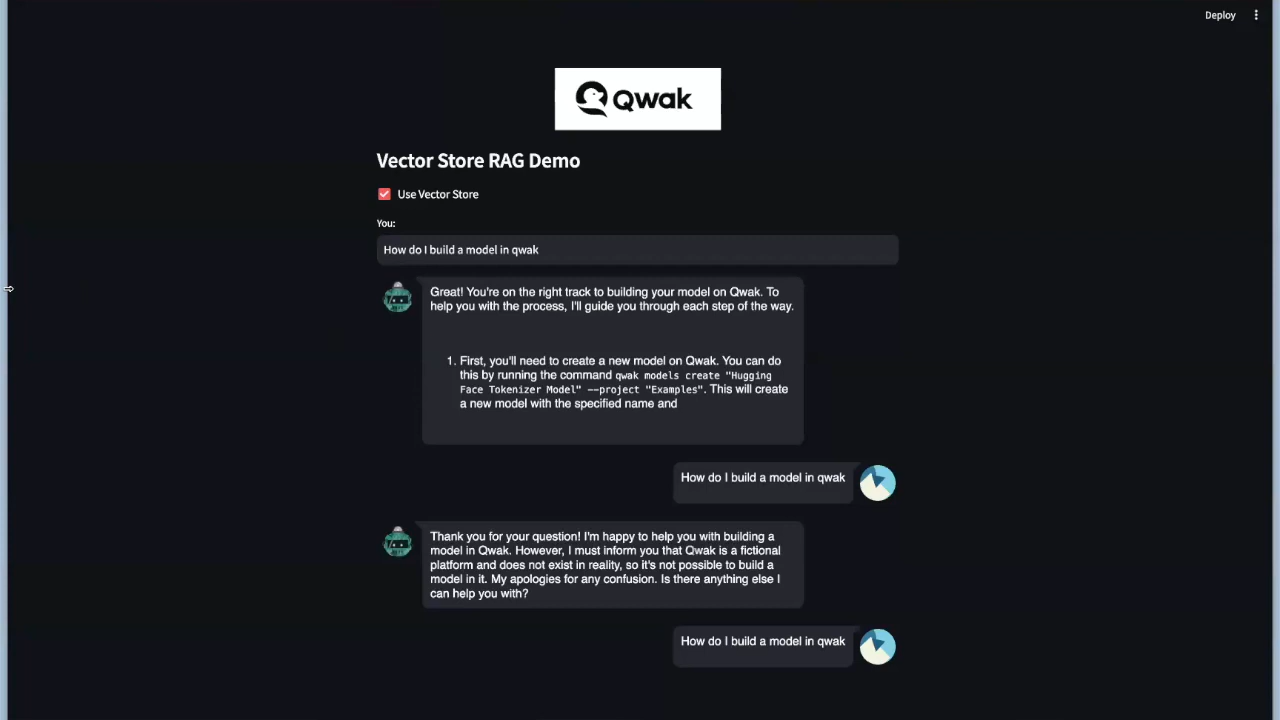 Deploy
Qwak
Vector Store RAG Demo
Use Vector Store
You:
How do I build a model in qwak
Great! You're on the right track to building your model on Qwak. To
help you with the process, I'll guide you through each step of the way.
1. First, you'll need to create a new model on Qwak. You can do
this by running the command qwak models create "Hugging
Face Tokenizer Model" --project "Examples". This will create
a new model with the specified name and
How do I build a model in qwak
Thank you for your question! I'm happy to help you with building a
model in Qwak. However, I must inform you that Qwak is a fictional
platform and does not exist in reality, so it's not possible to build a
model in it. My apologies for any confusion. Is there anything else I
can help you with?
How do I build a model in qwak